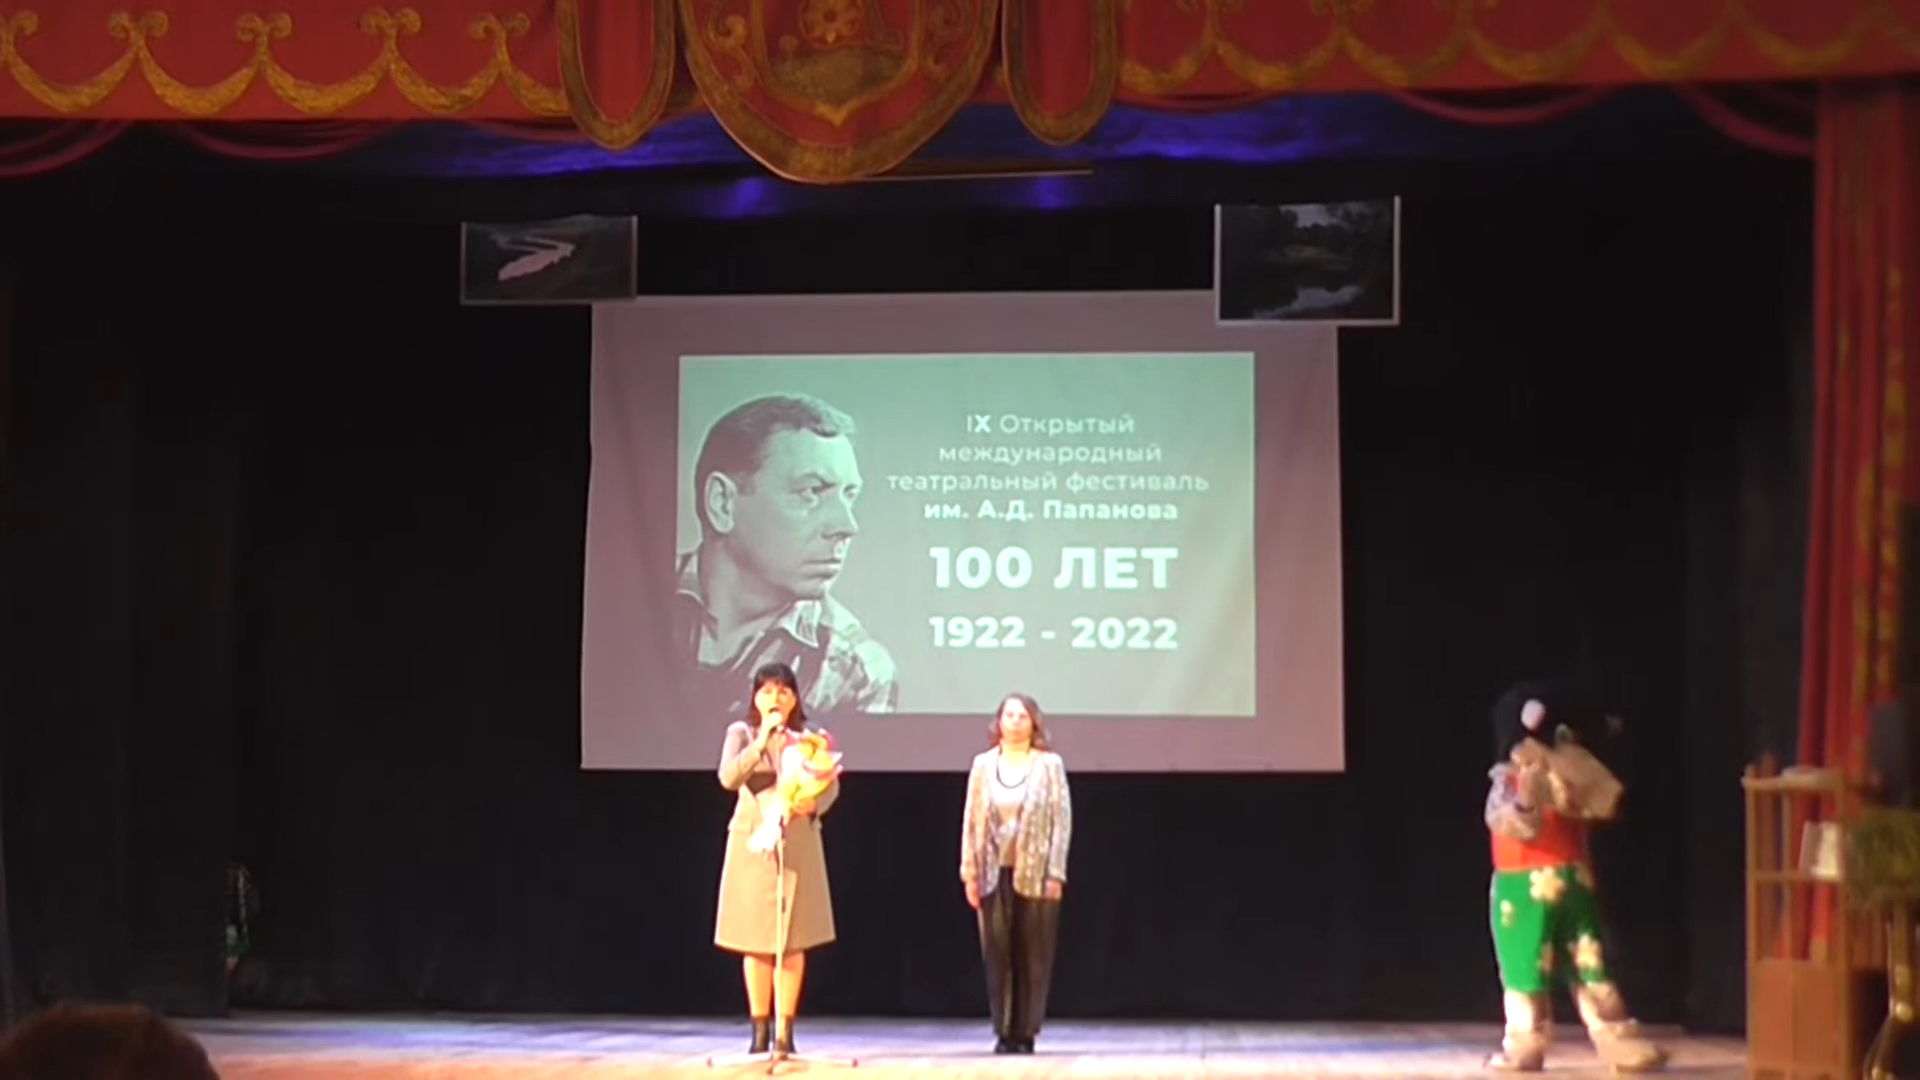 IX Открытый
международный
театральный фестиваль
им. А.Д. Папанова
100 ЛЕТ
1922 - 2022